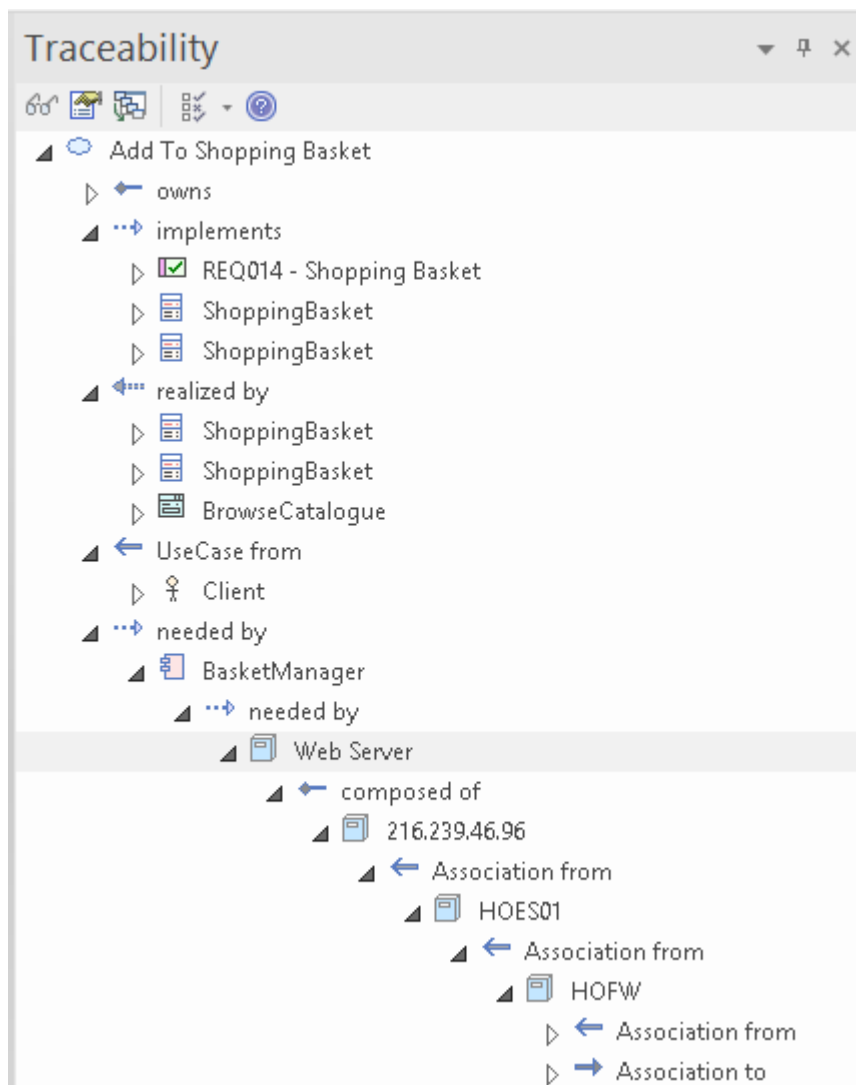 Traceability
Add To Shopping Basket
owns
implements
REQ014 - Shopping Basket
ShoppingBasket
ShoppingBasket
realized by
ShoppingBasket
ShoppingBasket
BrowseCatalogue
UseCase from
Client
needed by
BasketManager
needed by
Web Server
composed of
216.239.46.96
Association from
HOES01
Association from
HOFW
Association from
Association to